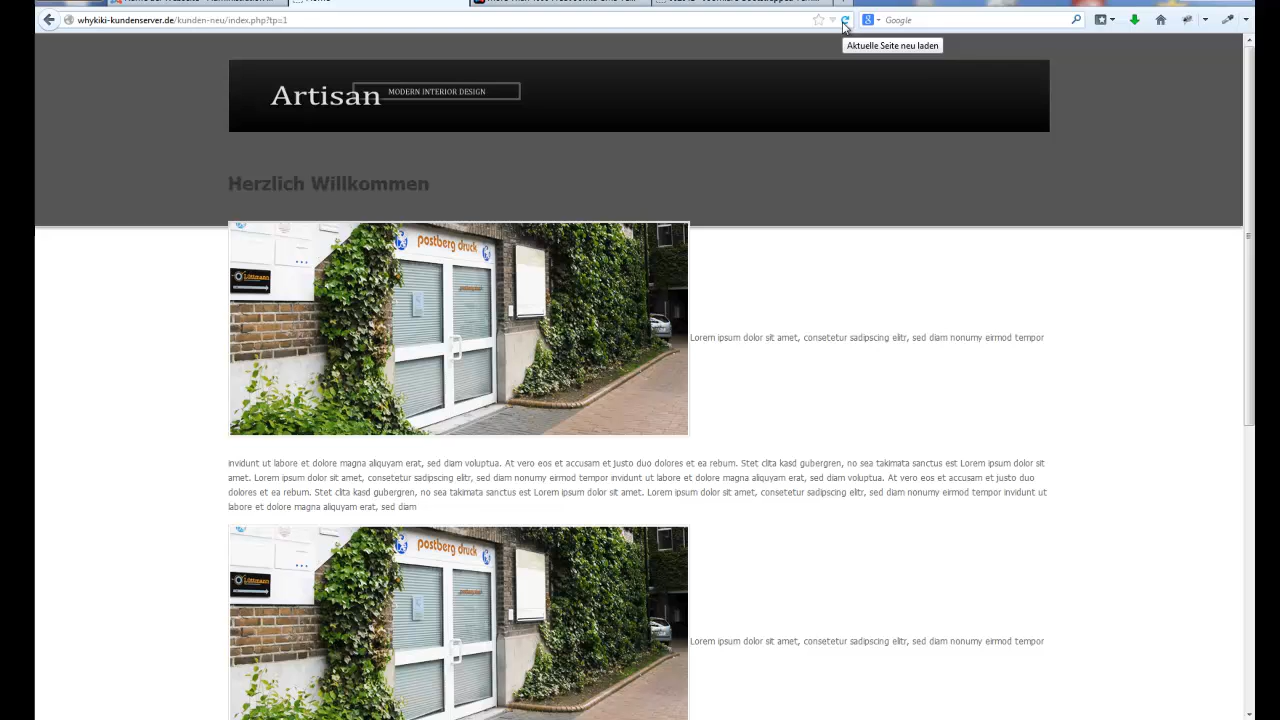 whykiki-kundenserver.de/kunden-neu/index.php?tp=1
Google
Aktuelle Seite neu laden
Artisan
MODERN INTERIOR DESIGN
Herzlich Willkommen
postberg druck
Lüttmann
Lorem ipsum dolor sit amet, consetetur sadipscing elitr, sed diam nonumy eirmod tempor
invidunt ut labore et dolore magna aliquyam erat, sed diam voluptua. At vero eos et accusam et justo duo dolores et ea rebum. Stet clita kasd gubergren, no sea takimata sanctus est Lorem ipsum dolor sit
amet. Lorem ipsum dolor sit amet, consetetur sadipscing elitr, sed diam nonumy eirmod tempor invidunt ut labore et dolore magna aliquyam erat, sed diam voluptua. At vero eos et accusam et justo duo
dolores et ea rebum. Stet clita kasd gubergren, no sea takimata sanctus est Lorem ipsum dolor sit amet. Lorem ipsum dolor sit amet, consetetur sadipscing elitr, sed diam nonumy eirmod tempor invidunt ut
labore et dolore magna aliquyam erat, sed diam
postberg druck
Lüttmann
Lorem ipsum dolor sit amet, consetetur sadipscing elitr, sed diam nonumy eirmod tempor